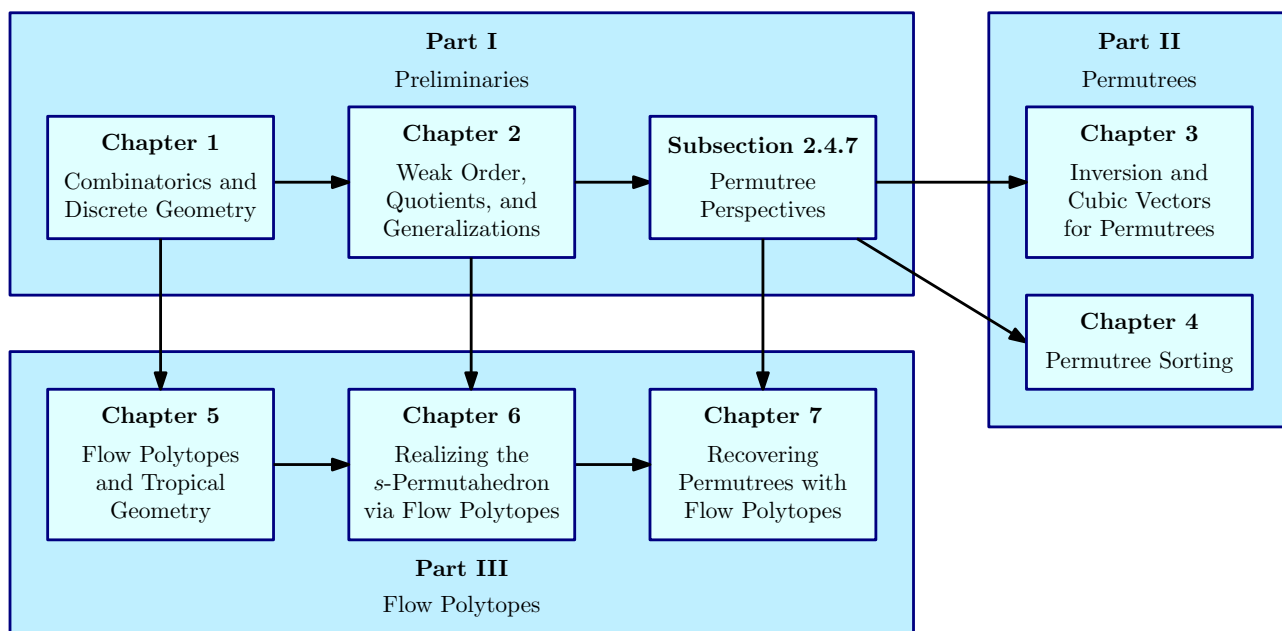 Part I
Preliminaries
Chapter 1
Combinatorics and
Discrete Geometry
Chapter 2
Weak Order,
Quotients, and
Generalizations
Subsection 2.4.7
Permutree
Perspectives
Part II
Permutrees
Chapter 3
Inversion and
Cubic Vectors
for Permutrees
Chapter 4
Permutree Sorting
Chapter 5
Flow Polytopes
and Tropical
Geometry
Chapter 6
Realizing the
s-Permutahedron
via Flow Polytopes
Chapter 7
Recovering
Permutrees with
Flow Polytopes
Part III
Flow Polytopes